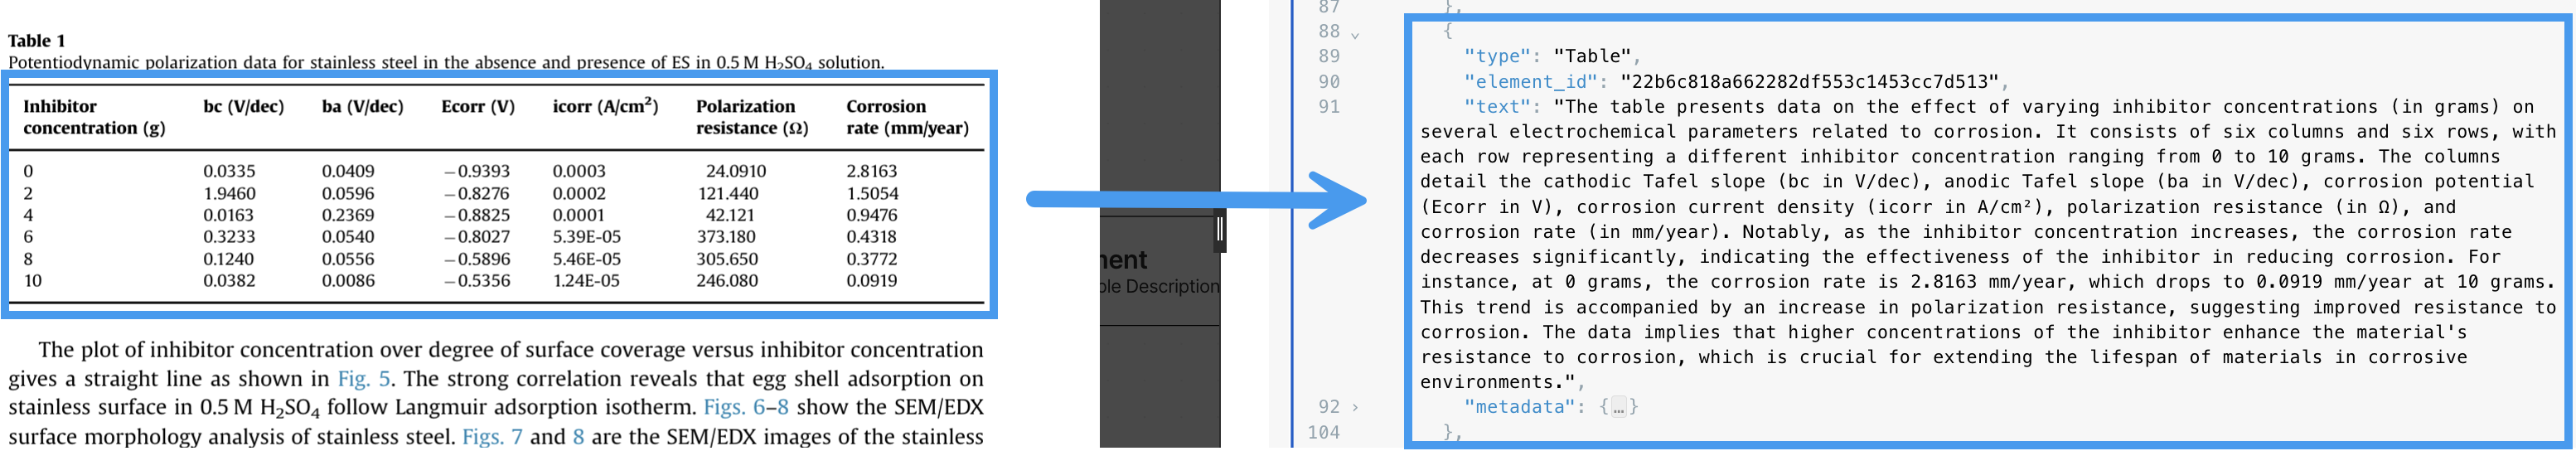 Table 1
Potentiodynamic polarization data for stainless steel in the absence and presence of ES in 0.5 M H₂SO₄ solution.
Inhibitor concentration (g) bc (V/dec) ba (V/dec) Ecorr (V) icorr (A/cm²) Polarization resistance (Ω) Corrosion rate (mm/year)
0 0.0335 0.0409 −0.9393 0.0003 24.0910 2.8163
2 1.9460 0.0596 −0.8276 0.0002 121.440 1.5054
4 0.0163 0.2369 −0.8825 0.0001 42.121 0.9476
6 0.3233 0.0540 −0.8027 5.39E-05 373.180 0.4318
8 0.1240 0.0556 −0.5896 5.46E-05 305.650 0.3772
10 0.0382 0.0086 −0.5356 1.24E-05 246.080 0.0919
The plot of inhibitor concentration over degree of surface coverage versus inhibitor concentration
gives a straight line as shown in Fig. 5. The strong correlation reveals that egg shell adsorption on
stainless surface in 0.5 M H₂SO₄ follow Langmuir adsorption isotherm. Figs. 6–8 show the SEM/EDX
surface morphology analysis of stainless steel. Figs. 7 and 8 are the SEM/EDX images of the stainless
ment
ble Description
87 },
88 {
89 "type": "Table",
90 "element_id": "22b6c818a662282df553c1453cc7d513",
91 "text": "The table presents data on the effect of varying inhibitor concentrations (in grams) on
several electrochemical parameters related to corrosion. It consists of six columns and six rows, with
each row representing a different inhibitor concentration ranging from 0 to 10 grams. The columns
detail the cathodic Tafel slope (bc in V/dec), anodic Tafel slope (ba in V/dec), corrosion potential
(Ecorr in V), corrosion current density (icorr in A/cm²), polarization resistance (in Ω), and
corrosion rate (in mm/year). Notably, as the inhibitor concentration increases, the corrosion rate
decreases significantly, indicating the effectiveness of the inhibitor in reducing corrosion. For
instance, at 0 grams, the corrosion rate is 2.8163 mm/year, which drops to 0.0919 mm/year at 10 grams.
This trend is accompanied by an increase in polarization resistance, suggesting improved resistance to
corrosion. The data implies that higher concentrations of the inhibitor enhance the material's
resistance to corrosion, which is crucial for extending the lifespan of materials in corrosive
environments.",
92 "metadata": {…}
104 },